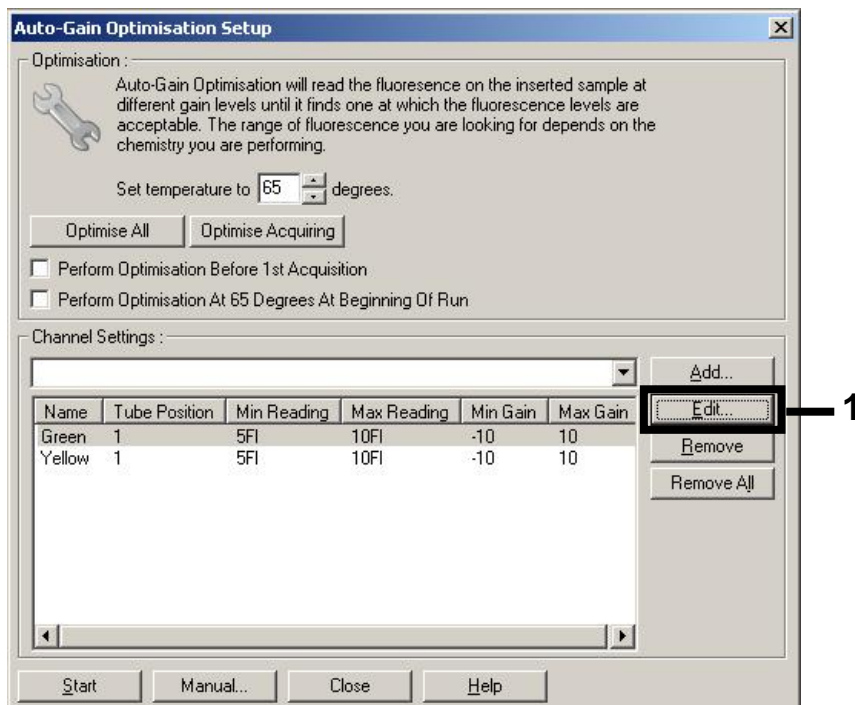 Auto-Gain Optimisation Setup
Optimisation :
Auto-Gain Optimisation will read the fluoresence on the inserted sample at
different gain levels until it finds one at which the fluorescence levels are
acceptable. The range of fluorescence you are looking for depends on the
chemistry you are performing.
Set temperature to 65 degrees.
Optimise All Optimise Acquiring
Perform Optimisation Before 1st Acquisition
Perform Optimisation At 65 Degrees At Beginning Of Run
Channel Settings :
Add...
Name Tube Position Min Reading Max Reading Min Gain Max Gain
Edit...
1
Green 1 5Fl 10Fl -10 10
Yellow 1 5Fl 10Fl -10 10
Remove
Remove All
Start Manual... Close Help